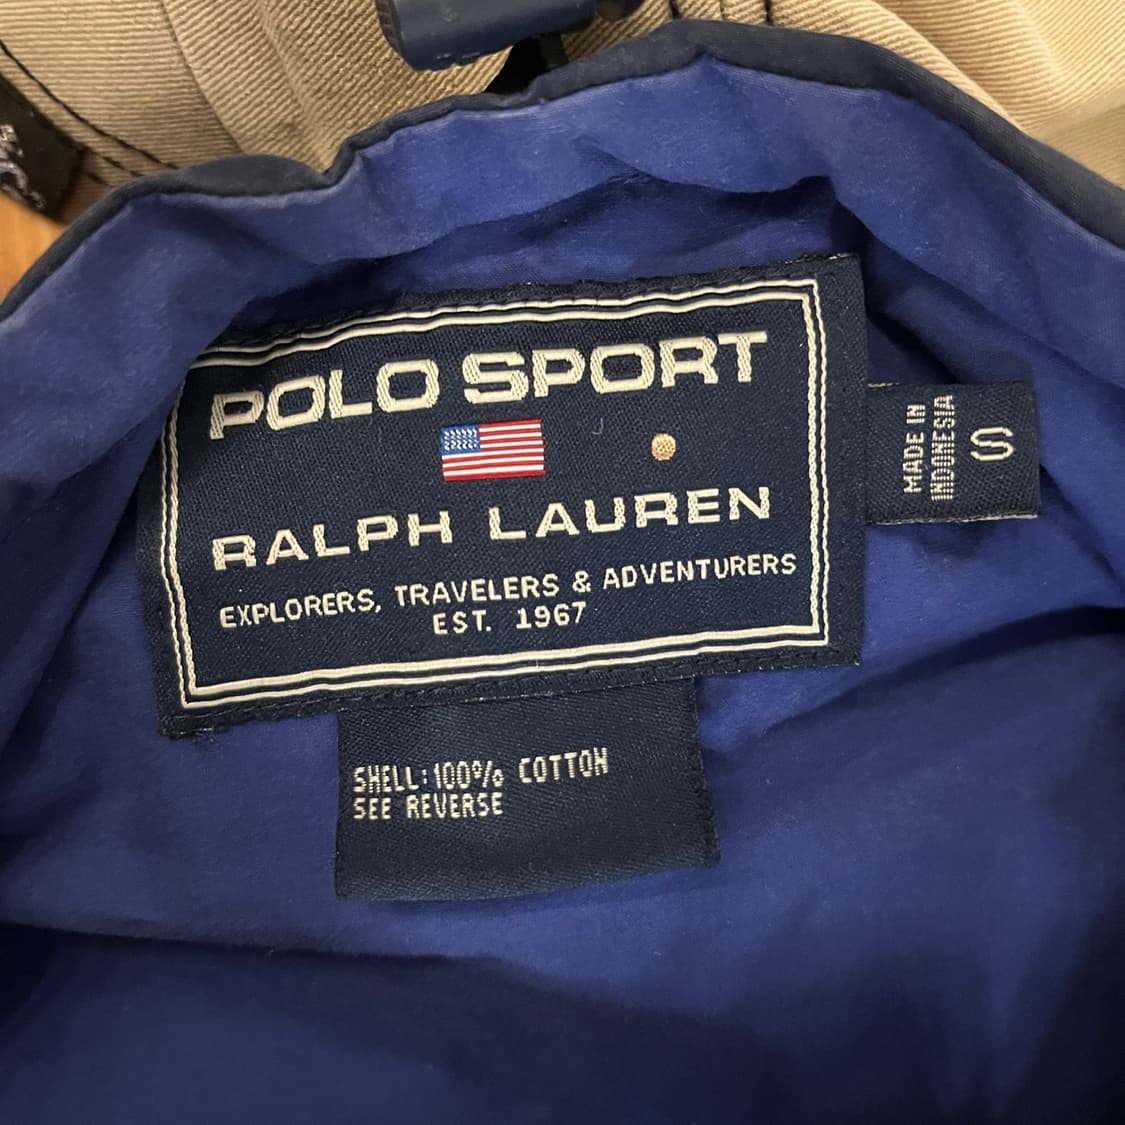 POLO SPORT
RALPH LAUREN
EXPLORERS, TRAVELERS & ADVENTURERS
EST. 1967
MADE IN
INDONESIA
S
SHELL: 100% COTTON
SEE REVERSE